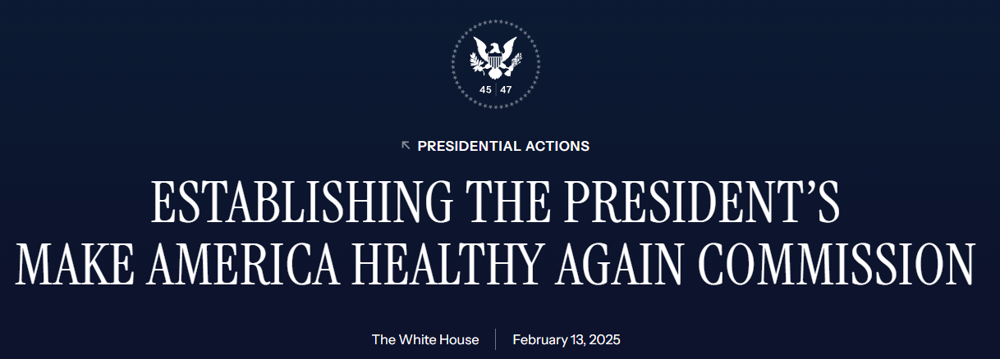 45 | 47
PRESIDENTIAL ACTIONS
ESTABLISHING THE PRESIDENT’S
MAKE AMERICA HEALTHY AGAIN COMMISSION
The White House | February 13, 2025